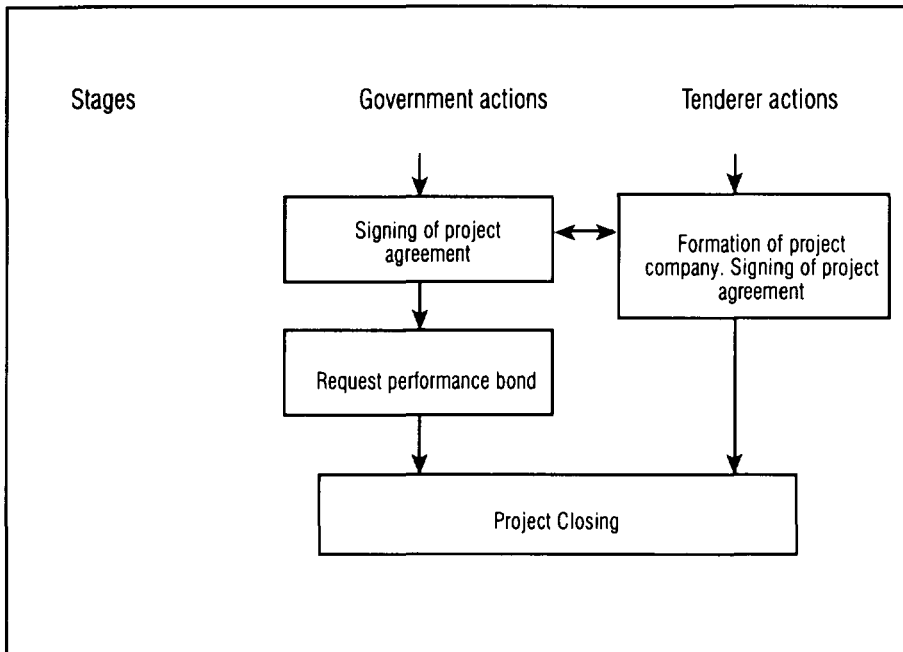 Stages
Government actions
Tenderer actions
Signing of project
agreement
Formation of project
company. Signing of project
agreement
Request performance bond
Project Closing